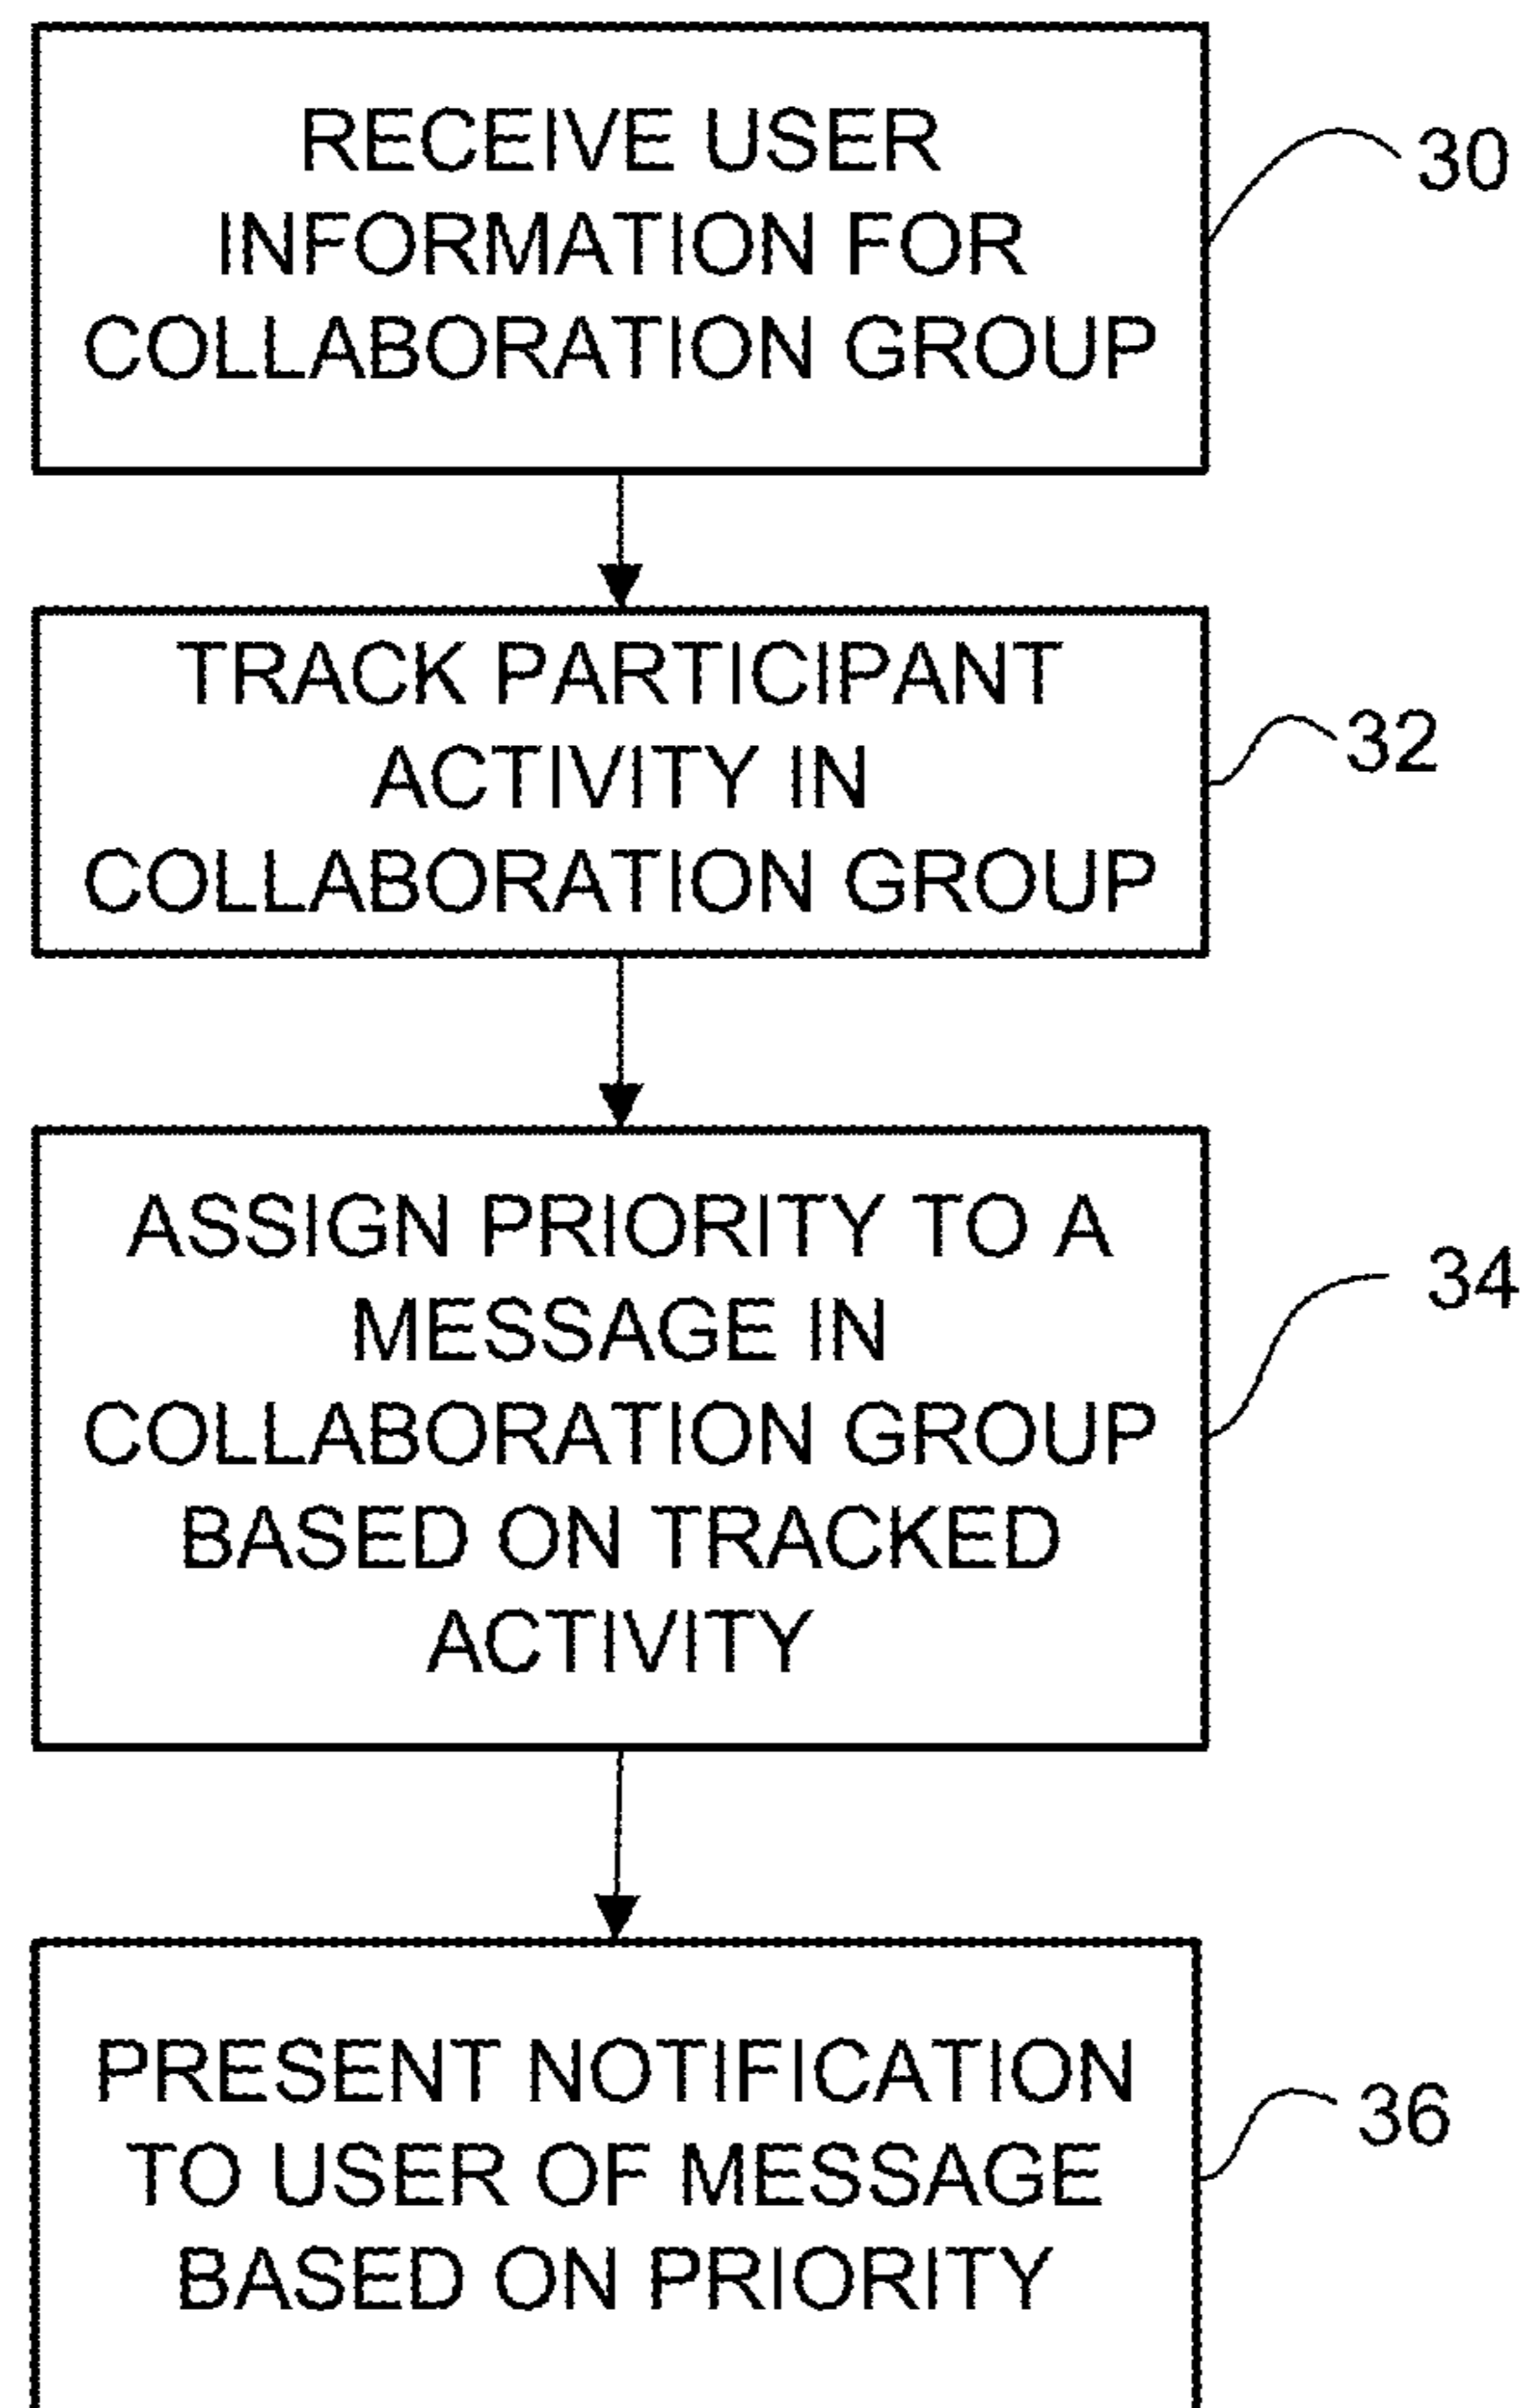 RECEIVE USER
INFORMATION FOR
COLLABORATION GROUP
30
TRACK PARTICIPANT
ACTIVITY IN
COLLABORATION GROUP
32
ASSIGN PRIORITY TO A
MESSAGE IN
COLLABORATION GROUP
BASED ON TRACKED
ACTIVITY
34
PRESENT NOTIFICATION
TO USER OF MESSAGE
BASED ON PRIORITY
36